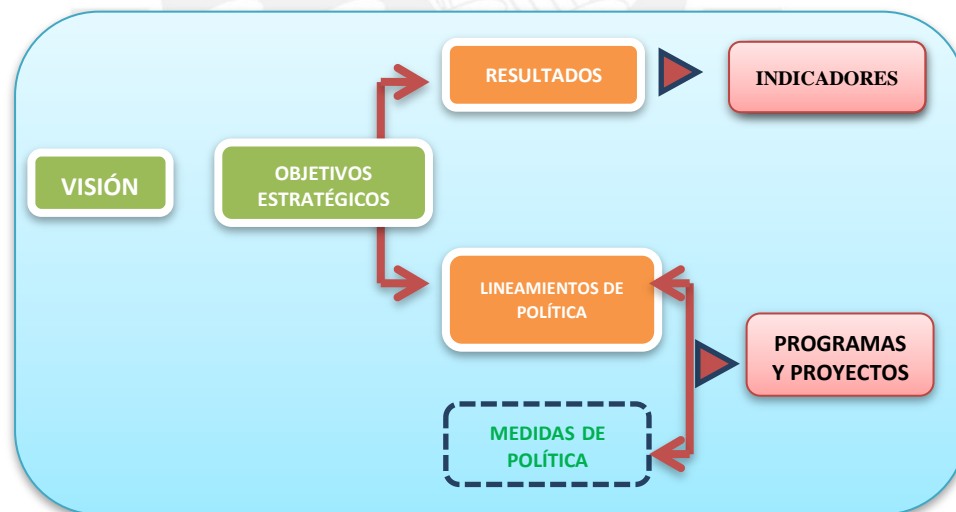 RESULTADOS
INDICADORES
VISIÓN
OBJETIVOS
ESTRATÉGICOS
LINEAMIENTOS DE
POLÍTICA
PROGRAMAS
Y PROYECTOS
MEDIDAS DE
POLÍTICA